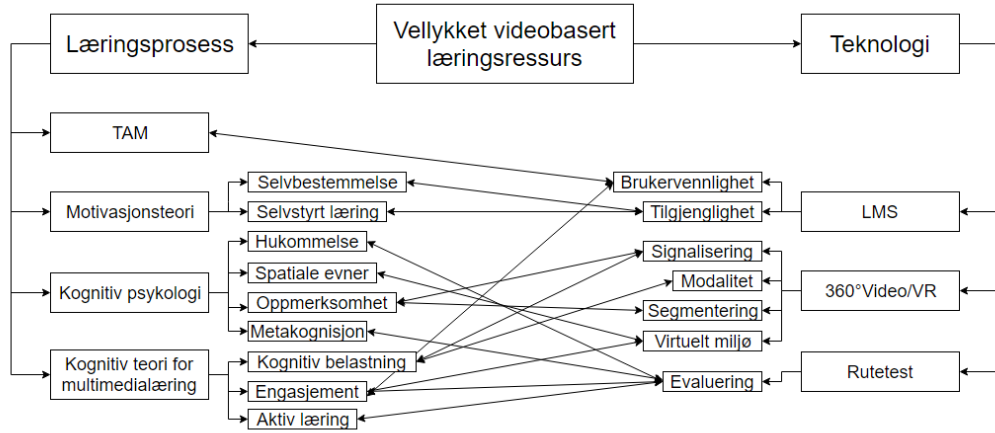 Læringsprosess
Vellykket videobasert
læringsressurs
Teknologi
TAM
Motivasjonsteori
Selvbestemmelse
Selvstyrt læring
Kognitiv psykologi
Hukommelse
Spatiale evner
Oppmerksomhet
Metakognisjon
Kognitiv teori for
multimedialæring
Kognitiv belastning
Engasjement
Aktiv læring
Brukervennlighet
Tilgjenglighet
LMS
Signalisering
Modalitet
Segmentering
Virtuelt miljø
360°Video/VR
Evaluering
Rutetest